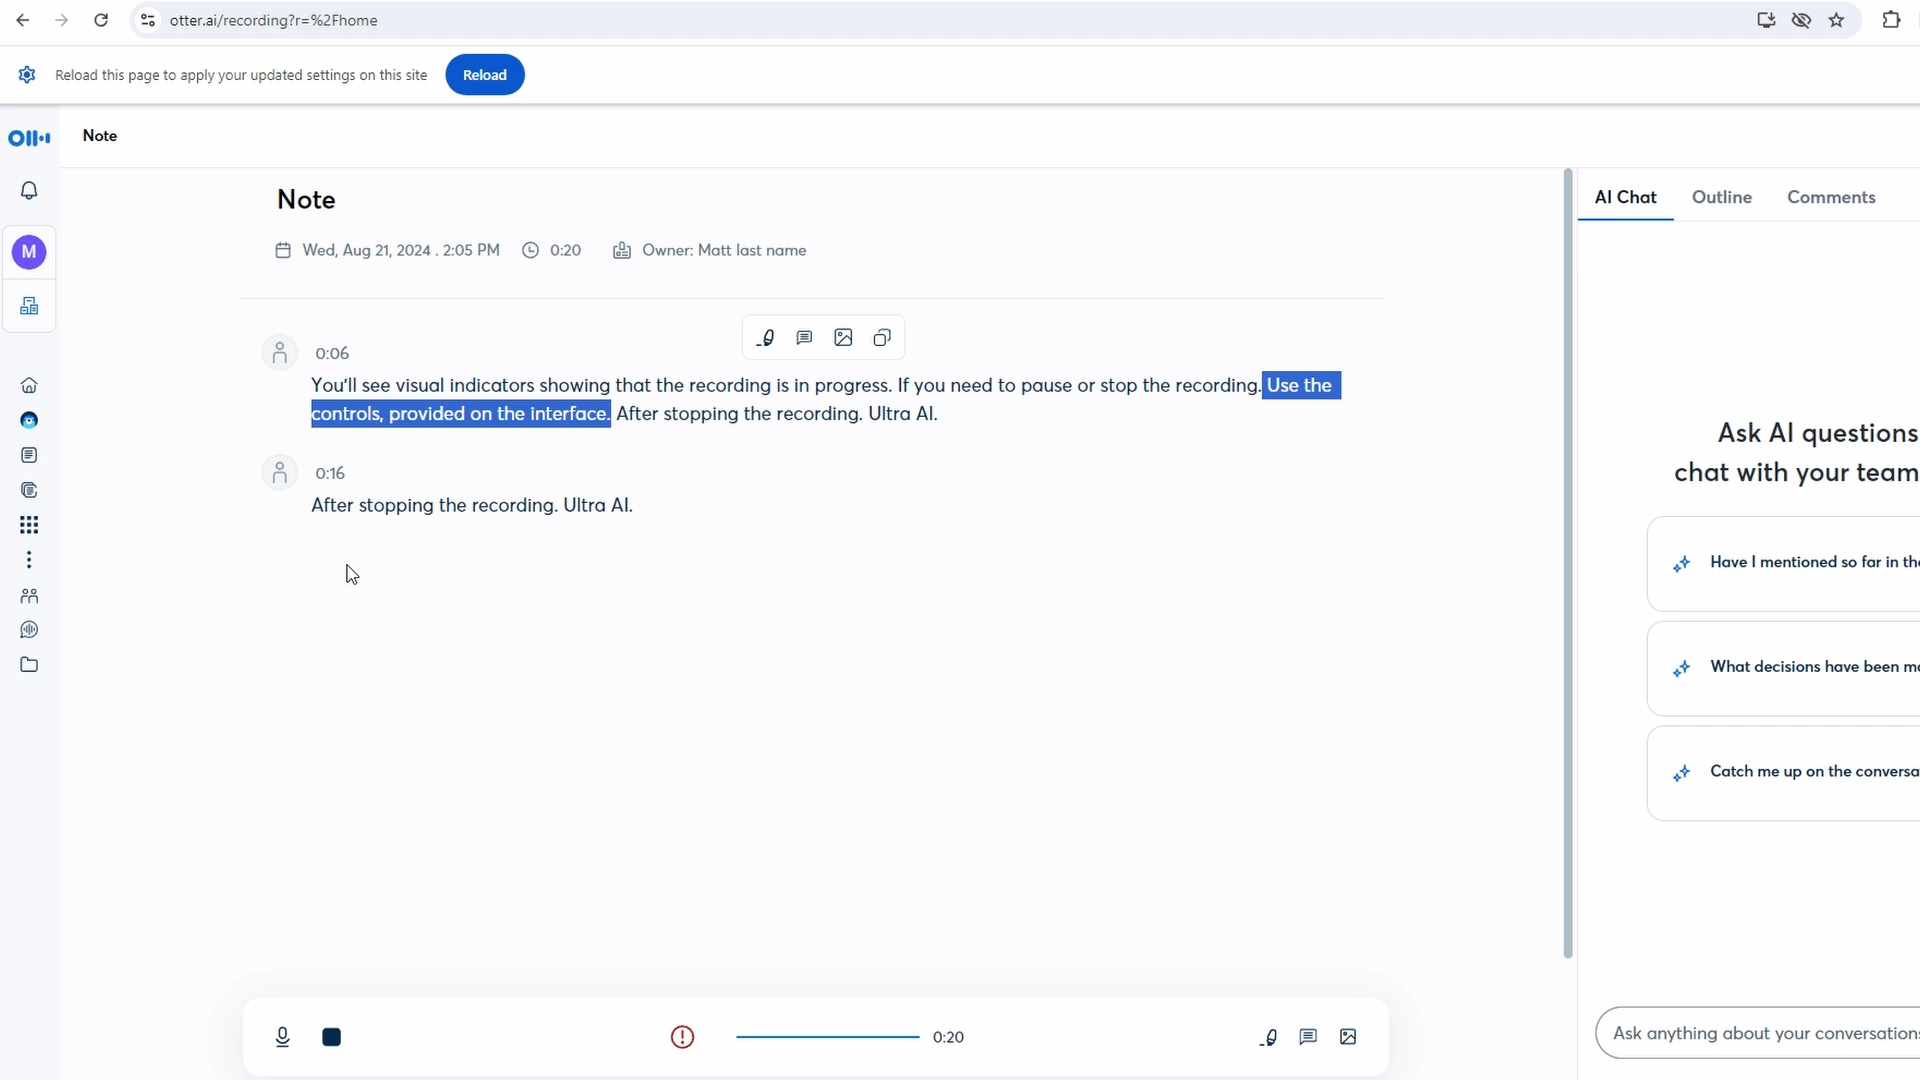 otter.ai/recording?r=%2Fhome
Reload this page to apply your updated settings on this site
Reload
Note
Note
Wed, Aug 21, 2024 . 2:05 PM
0:20
Owner: Matt last name
M
0:06
You'll see visual indicators showing that the recording is in progress. If you need to pause or stop the recording. Use the
controls, provided on the interface. After stopping the recording. Ultra AI.
0:16
After stopping the recording. Ultra AI.
0:20
AI Chat
Outline
Comments
Ask AI questions
chat with your team
Have I mentioned so far in
What decisions have been
Catch me up on the
Ask anything about your conversations